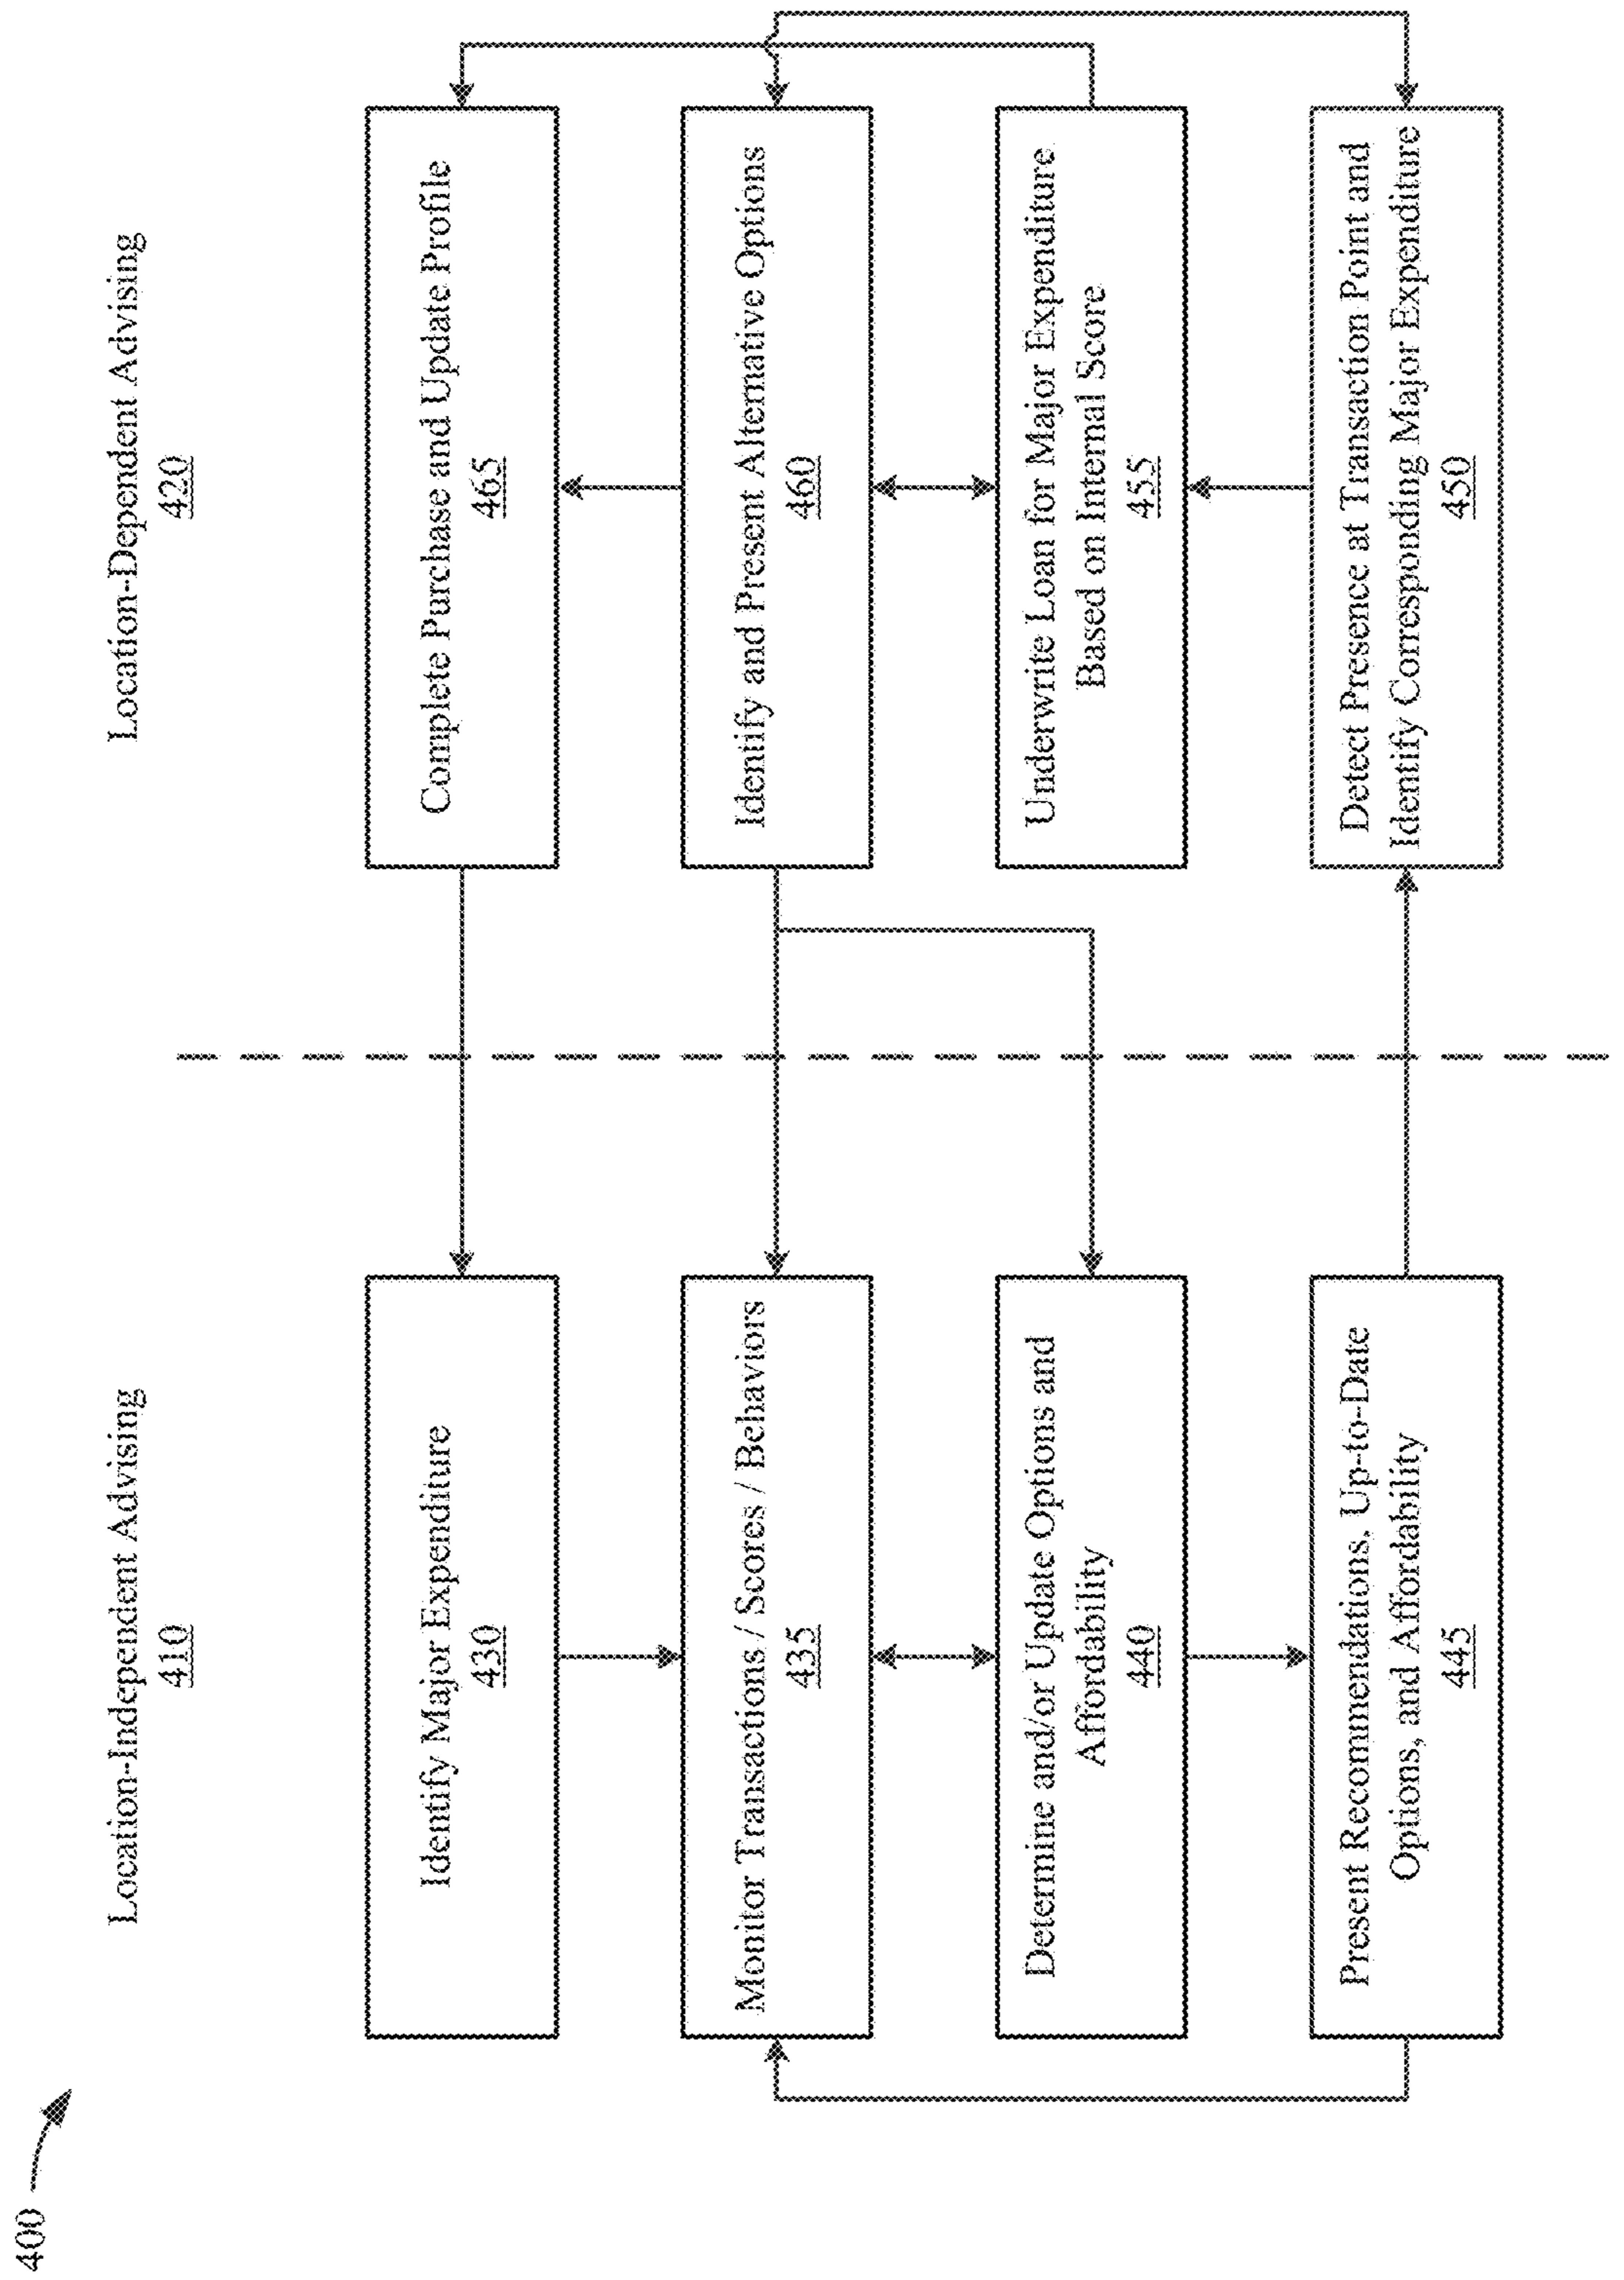 400
Location-Independent Advising
410
Identify Major Expenditure
430
Monitor Transactions / Scores / Behaviors
435
Determine and/or Update Options and
Affordability
440
Present Recommendations, Up-to-Date
Options, and Affordability
445
Location-Dependent Advising
420
Complete Purchase and Update Profile
465
Identify and Present Alternative Options
460
Underwrite Loan for Major Expenditure
Based on Internal Score
455
Detect Presence at Transaction Point and
Identify Corresponding Major Expenditure
450